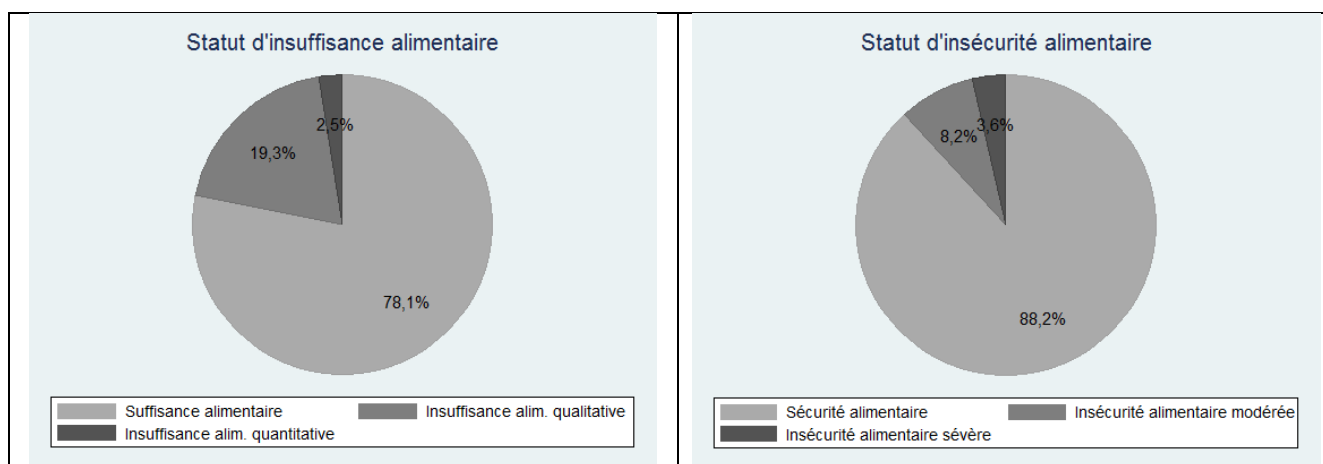 Statut d'insuffisance alimentaire
2,5%
19,3%
78,1%
Suffisance alimentaire
Insuffisance alim. qualitative
Insuffisance alim. quantitative
Statut d'insécurité alimentaire
3,6%
8,2%
88,2%
Sécurité alimentaire
Insécurité alimentaire modérée
Insécurité alimentaire sévère